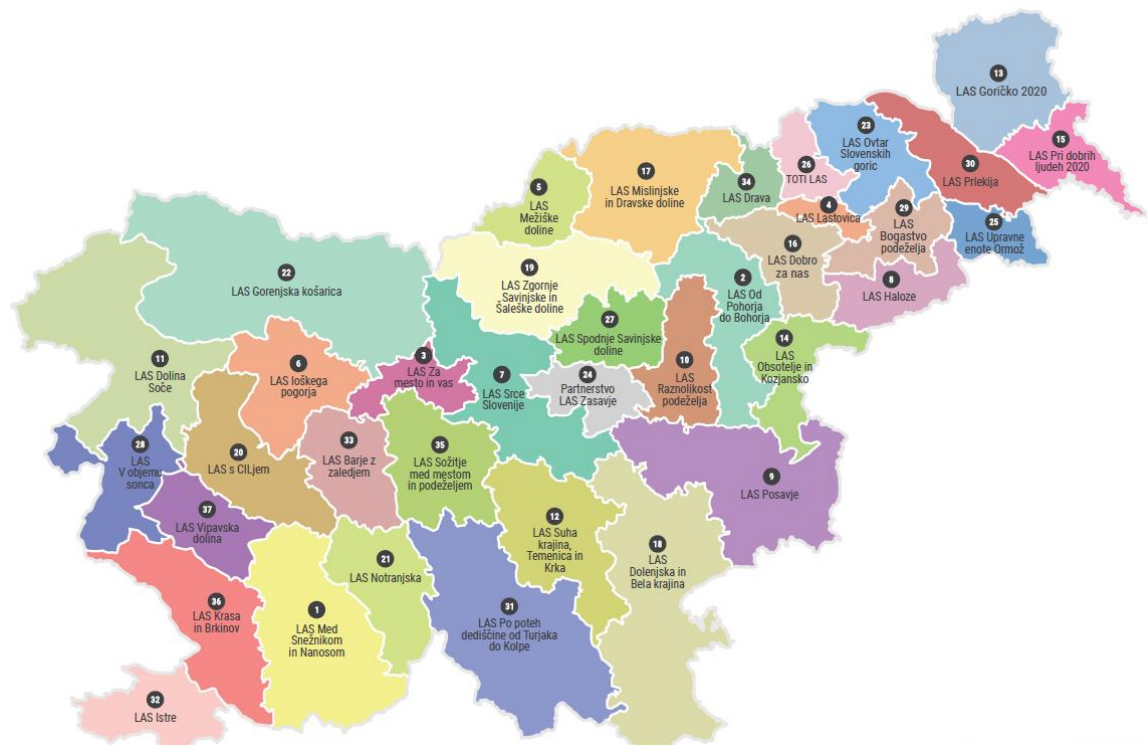 13
LAS Goričko 2020
15
LAS Pri dobrih
ljudeh 2020
23
LAS Ovtar
Slovenskih
goric
30
LAS Prlekija
26
TOTI LAS
17
LAS Mislinjske
in Dravske doline
34
LAS Drava
5
LAS
Mežiške
doline
4
LAS Lastovica
29
LAS
Bogastvo
podeželja
25
LAS Upravne
enote Ormož
16
LAS Dobro
za nas
8
LAS Haloze
22
LAS Gorenjska košarica
19
LAS Zgornje
Savinjske in
Šaleške doline
2
LAS Od
Pohorja
do Bohorja
27
LAS Spodnje Savinjske
doline
14
LAS
Obsotelje in
Kozjansko
11
LAS Dolina
Soče
6
LAS loškega
pogorja
3
LAS Za
mesto in vas
7
LAS Srce
Slovenije
24
Partnerstvo
LAS Zasavje
10
LAS
Raznolikost
podeželja
28
LAS
V objemu
sonca
20
LAS s CILjem
33
LAS Barje z
zaledjem
35
LAS Sožitje
med mestom
in podeželjem
9
LAS Posavje
37
LAS Vipavska
dolina
12
LAS Suha
krajina,
Temenica in
Krka
18
LAS
Dolenjska in
Bela krajina
21
LAS Notranjska
36
LAS Krasa
in Brkinov
1
LAS Med
Snežnikom
in Nanosom
31
LAS Po poteh
dediščine od Turjaka
do Kolpe
32
LAS Istre